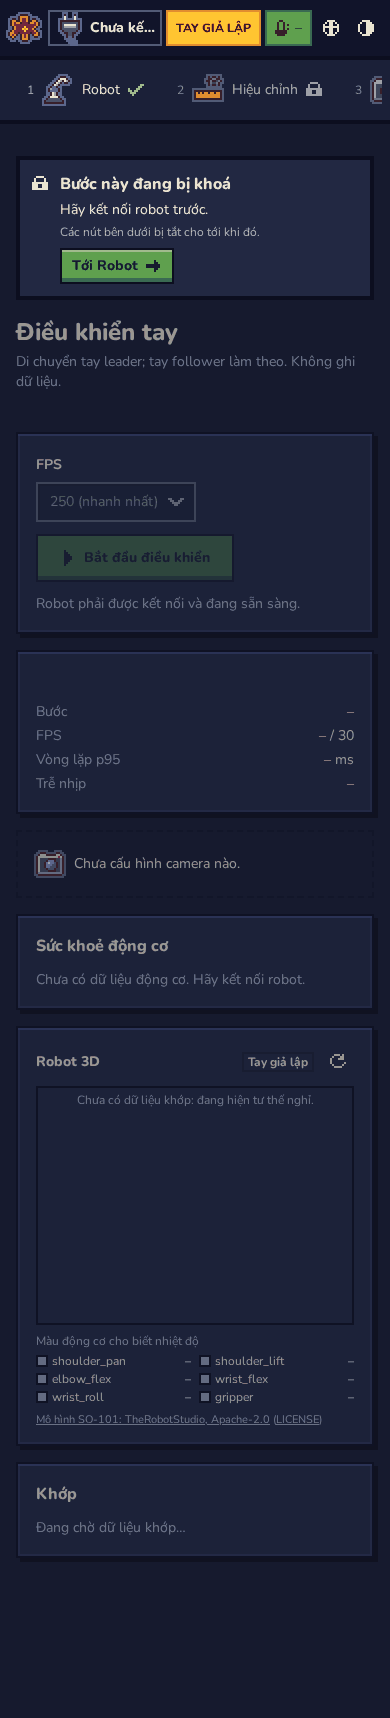 Chưa kế...
TAY GIẢ LẬP
–
1 Robot
2 Hiệu chỉnh
3
Bước này đang bị khoá
Hãy kết nối robot trước.
Các nút bên dưới bị tắt cho tới khi đó.
Tới Robot
Điều khiển tay
Di chuyển tay leader; tay follower làm theo. Không ghi
dữ liệu.
FPS
250 (nhanh nhất)
Bắt đầu điều khiển
Robot phải được kết nối và đang sẵn sàng.
Bước –
FPS – / 30
Vòng lặp p95 – ms
Trễ nhịp –
Chưa cấu hình camera nào.
Sức khoẻ động cơ
Chưa có dữ liệu động cơ. Hãy kết nối robot.
Robot 3D Tay giả lập
Chưa có dữ liệu khớp: đang hiện tư thế nghỉ.
Màu động cơ cho biết nhiệt độ
shoulder_pan – shoulder_lift –
elbow_flex – wrist_flex –
wrist_roll – gripper –
Mô hình SO-101: TheRobotStudio, Apache-2.0 (LICENSE)
Khớp
Đang chờ dữ liệu khớp...